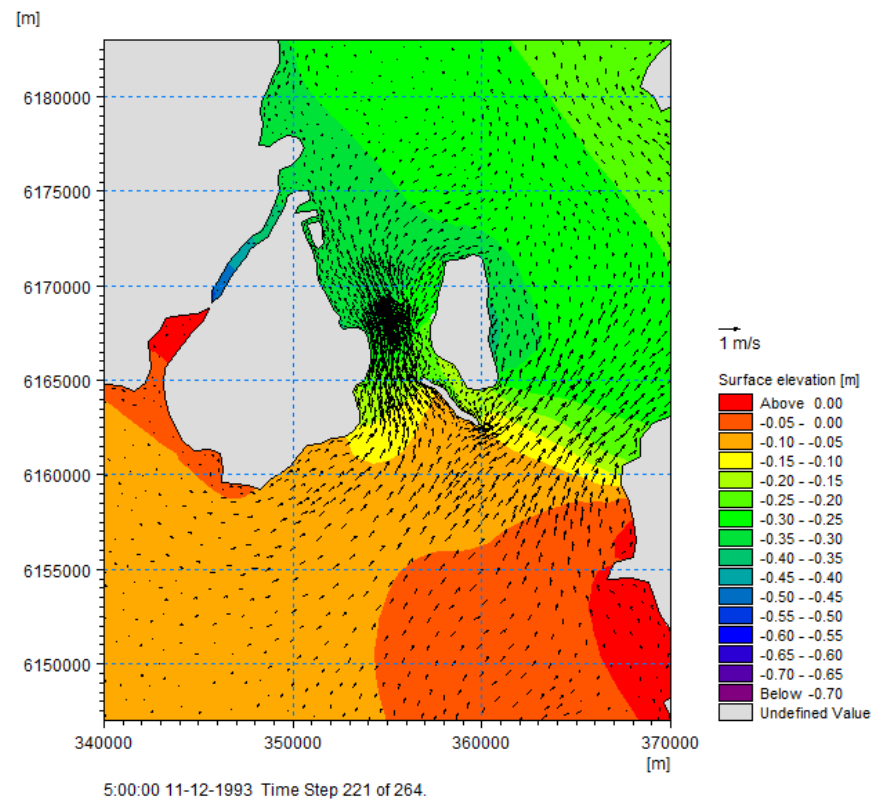 [m]
6180000
6175000
6170000
6165000
6160000
6155000
6150000
340000 350000 360000 370000
[m]
5:00:00 11-12-1993 Time Step 221 of 264.
1 m/s
Surface elevation [m]
Above 0.00
-0.05 - 0.00
-0.10 - -0.05
-0.15 - -0.10
-0.20 - -0.15
-0.25 - -0.20
-0.30 - -0.25
-0.35 - -0.30
-0.40 - -0.35
-0.45 - -0.40
-0.50 - -0.45
-0.55 - -0.50
-0.60 - -0.55
-0.65 - -0.60
-0.70 - -0.65
Below -0.70
Undefined Value